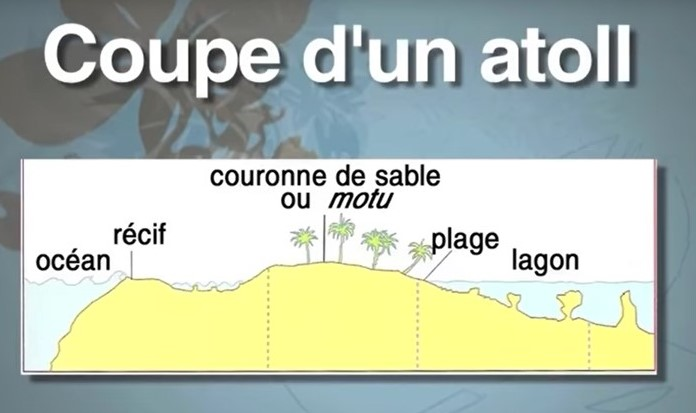 Coupe d'un atoll
couronne de sable
ou motu
récif
plage
océan
lagon